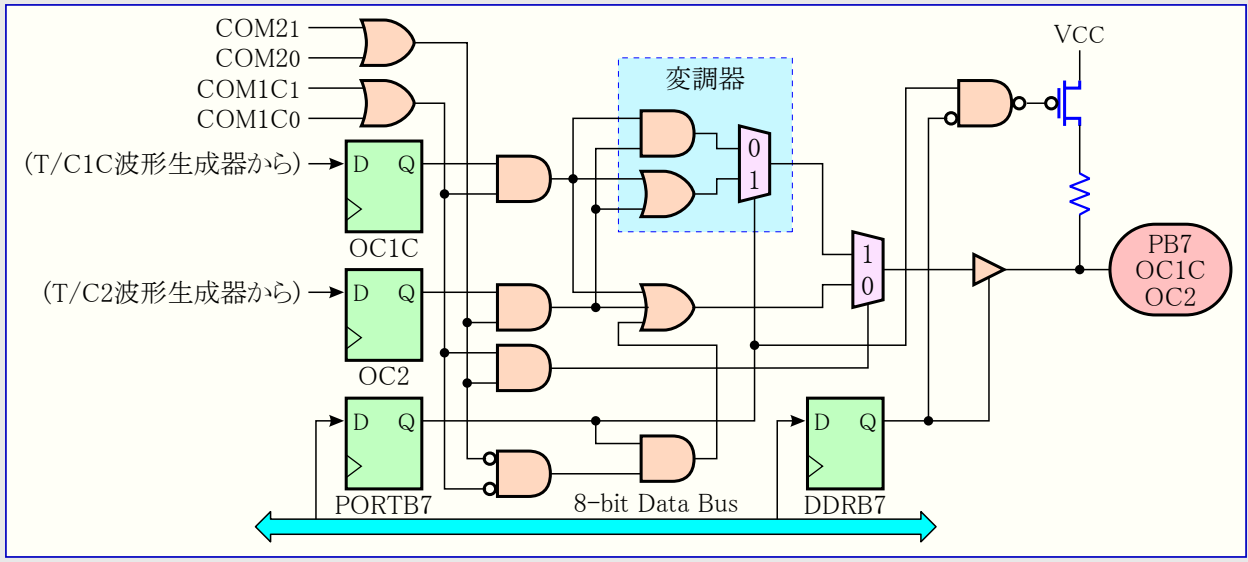 COM21
COM20
COM1C1
COM1C0
VCC
変調器
(T/C1C波形生成器から)
D Q
OC1C
0
1
(T/C2波形生成器から)
D Q
OC2
1
0
PB7
OC1C
OC2
D Q
PORTB7
D Q
DDRB7
8-bit Data Bus